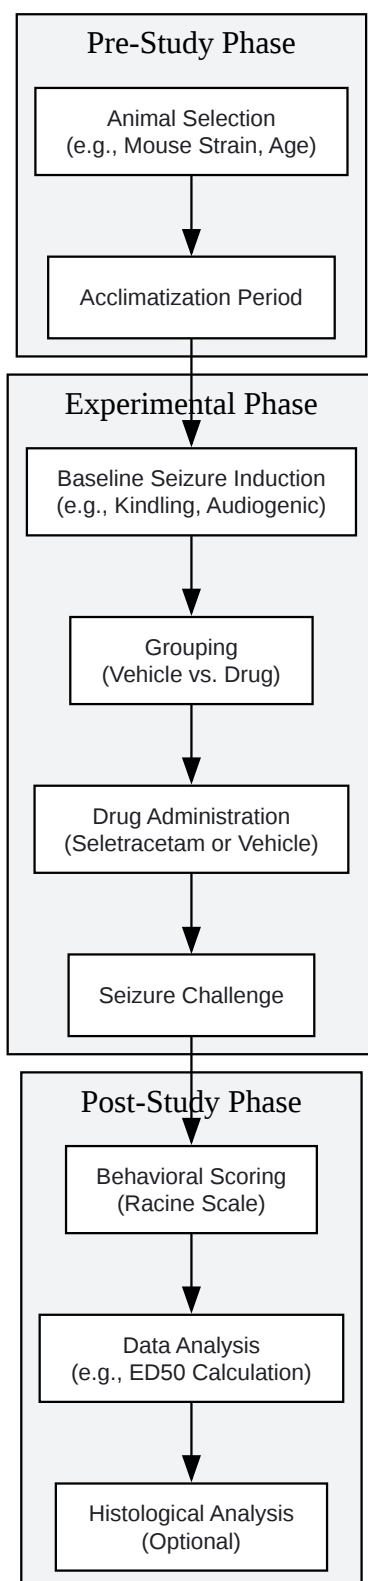 Pre-Study Phase
Animal Selection
(e.g., Mouse Strain, Age)
Acclimatization Period
Experimental Phase
Baseline Seizure Induction
(e.g., Kindling, Audiogenic)
Grouping
(Vehicle vs. Drug)
Drug Administration
(Seletracetam or Vehicle)
Seizure Challenge
Post-Study Phase
Behavioral Scoring
(Racine Scale)
Data Analysis
(e.g., ED50 Calculation)
Histological Analysis
(Optional)